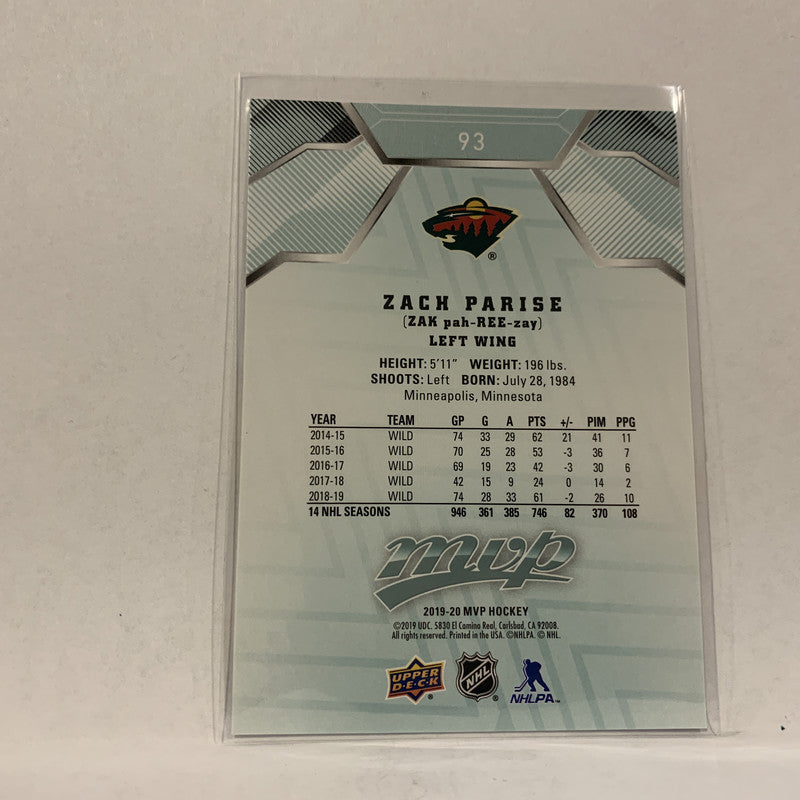 93
®
ZACH PARISE
(ZAK pah-REE-zay)
LEFT WING
HEIGHT: 5'11" WEIGHT: 196 lbs.
SHOOTS: Left BORN: July 28, 1984
Minneapolis, Minnesota
YEAR TEAM GP G A PTS +/- PIM PPG
2014-15 WILD 74 33 29 62 21 41 11
2015-16 WILD 70 25 28 53 -3 36 7
2016-17 WILD 69 19 23 42 -3 30 6
2017-18 WILD 42 15 9 24 0 14 2
2018-19 WILD 74 28 33 61 -2 26 10
14 NHL SEASONS 946 361 385 746 82 370 108
mvp
2019-20 MVP HOCKEY
©2019 UDC. 5830 El Camino Real, Carlsbad, CA 92008.
All rights reserved. Printed in the USA. ©NHLPA. © NHL.
UPPER DECK® NHL® NHLPA™